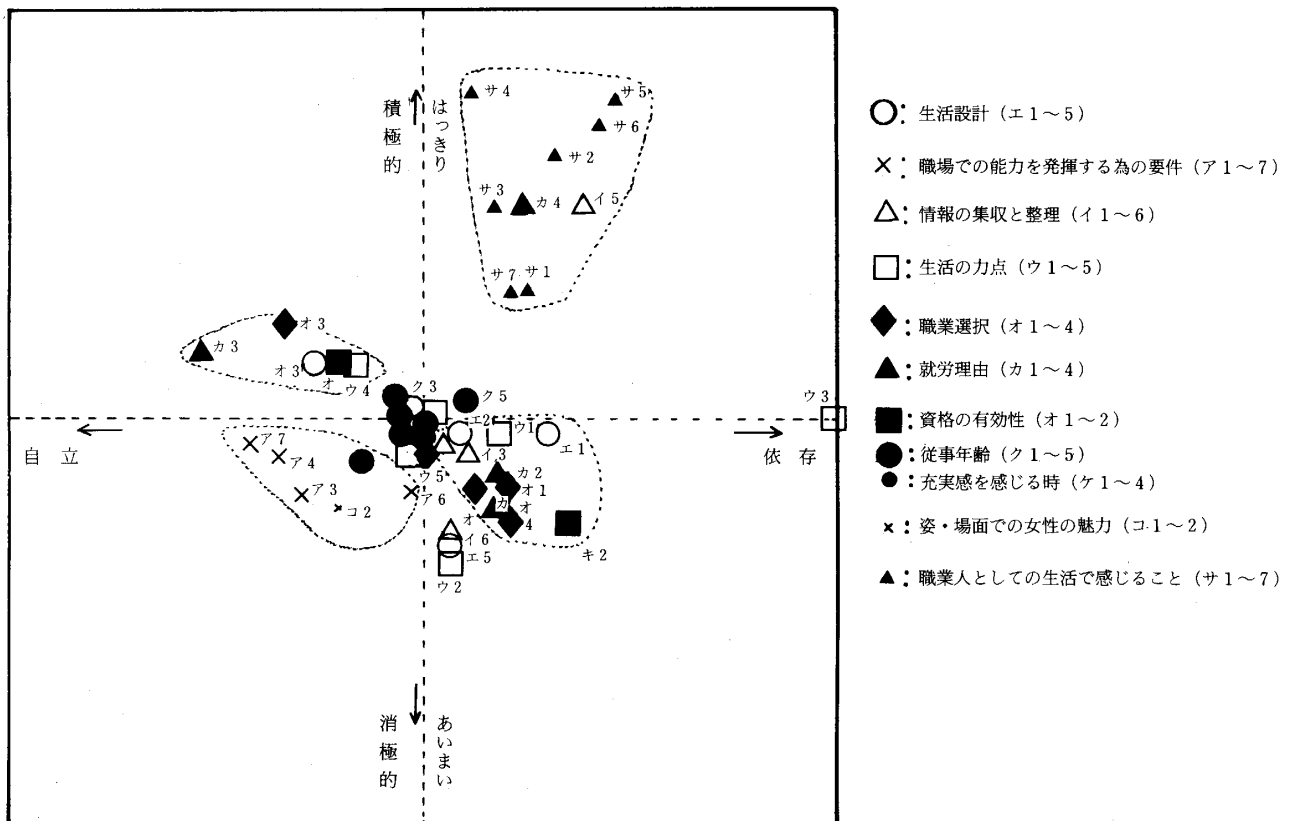 積極的
はっきり
サ4
サ5
サ6
サ2
サ3
カ4
イ5
サ7
サ1
オ3
カ3
オ3
オ
ウ4
ク3
ク5
ウ3
エ2
ウ1
エ1
自立
依存
ア7
ア4
イ3
ウ5
カ2
ア3
ア6
オ1
コ2
カ
オ
4
オ
イ6
エ5
キ2
ウ2
消極的
あいまい
○：生活設計（エ1〜5）
×：職場での能力を発揮する為の要件（ア1〜7）
△：情報の集収と整理（イ1〜6）
□：生活の力点（ウ1〜5）
◆：職業選択（オ1〜4）
▲：就労理由（カ1〜4）
■：資格の有効性（オ1〜2）
●：従事年齢（ク1〜5）
●：充実感を感じる時（ケ1〜4）
×：姿・場面での女性の魅力（コ1〜2）
▲：職業人としての生活で感じること（サ1〜7）